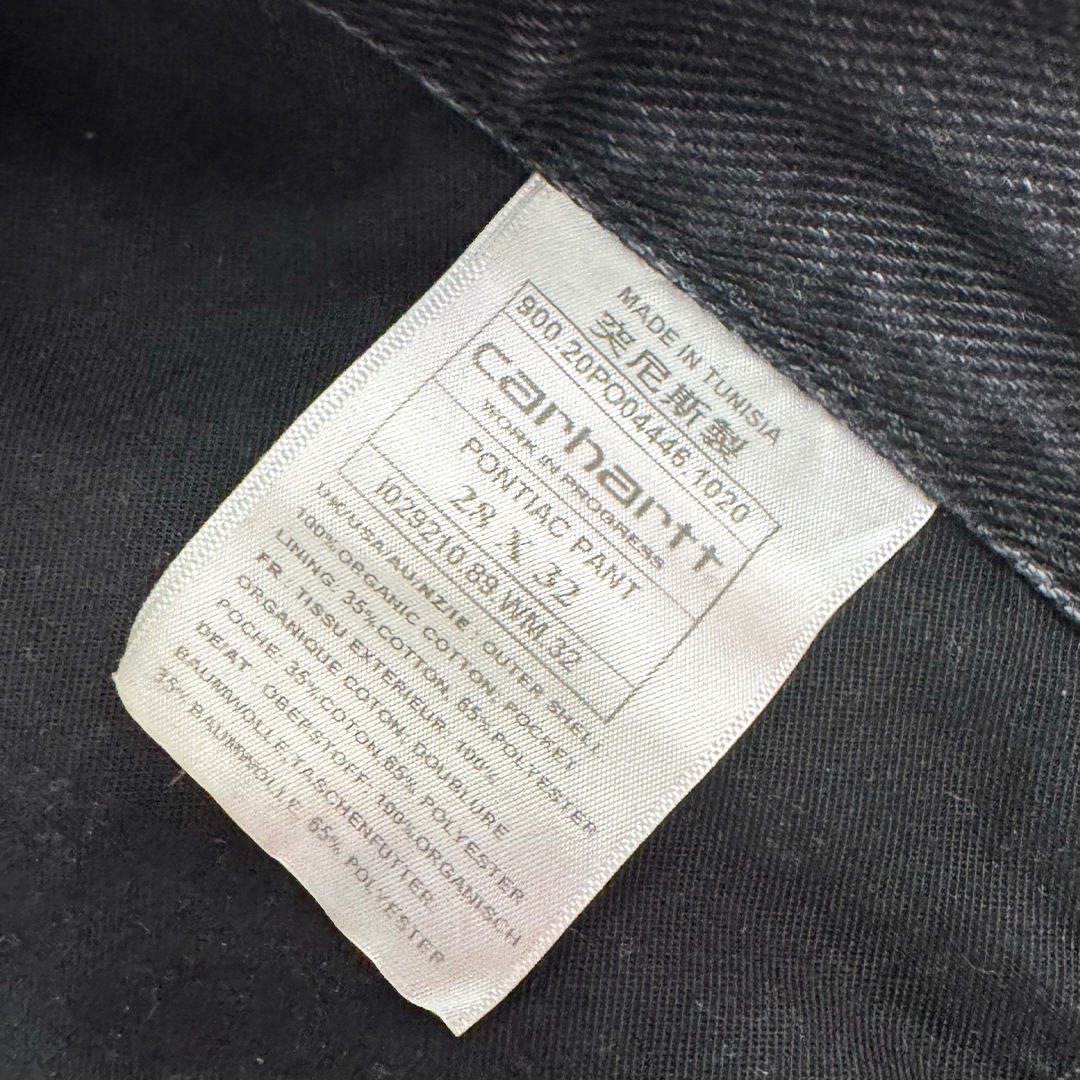 MADE IN TUNISIA
突尼斯製
900.20PO04446.1020
carhartt
WORK IN PROGRESS
PONTIAC PANT
28 X 32
I029210.89.WM.32
UK/USA/AU/NZ/IE: OUTER SHELL
100% ORGANIC COTTON, POCKET
LINING: 35% COTTON, 65% POLYESTER
FR : TISSU EXTERIEUR: 100%
ORGANIQUE COTON, DOUBLURE
POCHE: 35% COTON, 65% POLYESTER
DE/AT : OBERSTOFF: 100% ORGANISCH
BAUMWOLLE, TASCHENFUTTER:
35% BAUMWOLLE, 65% POLYESTER